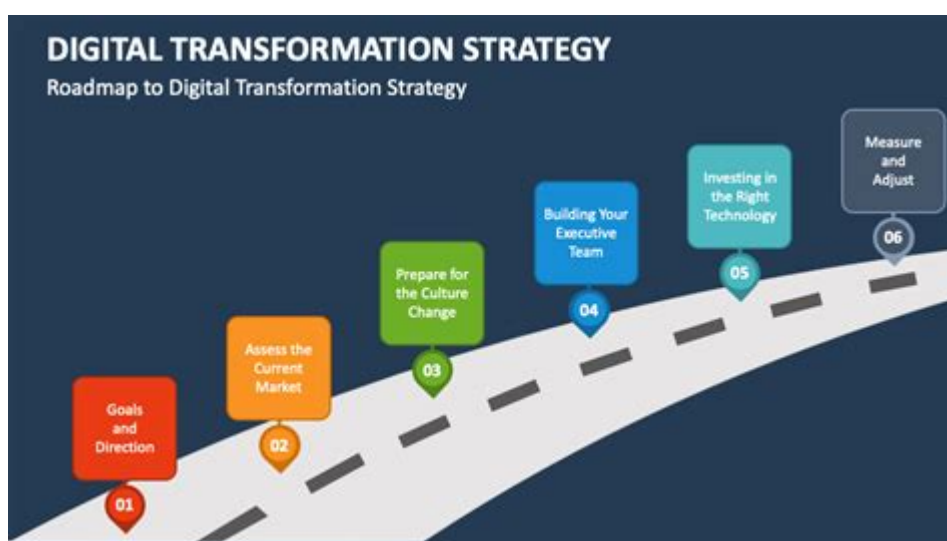 DIGITAL TRANSFORMATION STRATEGY
Roadmap to Digital Transformation Strategy
Goals
and
Direction
01
Assess the
Current
Market
02
Prepare for
the Culture
Change
03
Building Your
Executive
Team
04
Investing in
the Right
Technology
05
Measure
and
Adjust
06